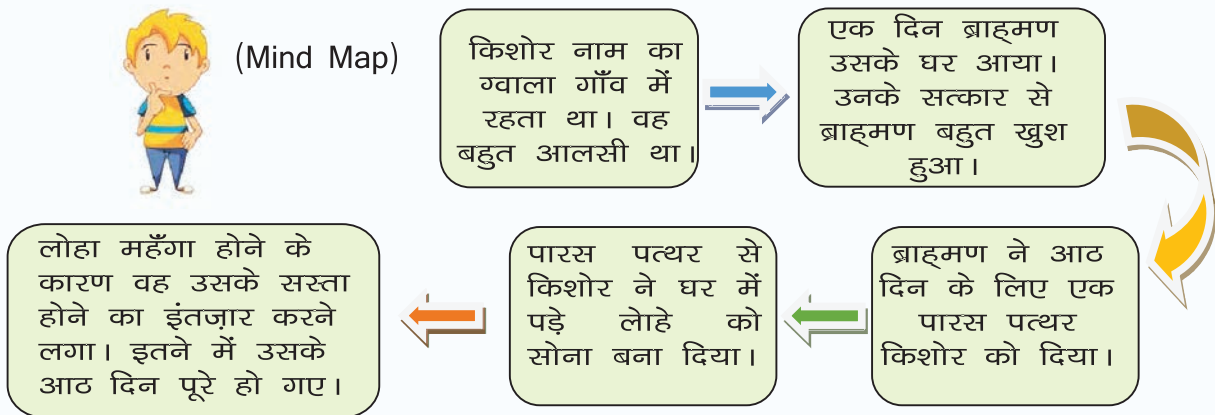 (Mind Map)
किशोर नाम का
ग्वाला गाँव में
रहता था। वह
बहुत आलसी था।
एक दिन ब्राह्मण
उसके घर आया।
उनके सत्कार से
ब्राह्मण बहुत खुश
हुआ।
ब्राह्मण ने आठ
दिन के लिए एक
पारस पत्थर
किशोर को दिया।
पारस पत्थर से
किशोर ने घर में
पड़े लेाहे को
सोना बना दिया।
लोहा महँगा होने के
कारण वह उसके सस्ता
होने का इंतज़ार करने
लगा। इतने में उसके
आठ दिन पूरे हो गए।